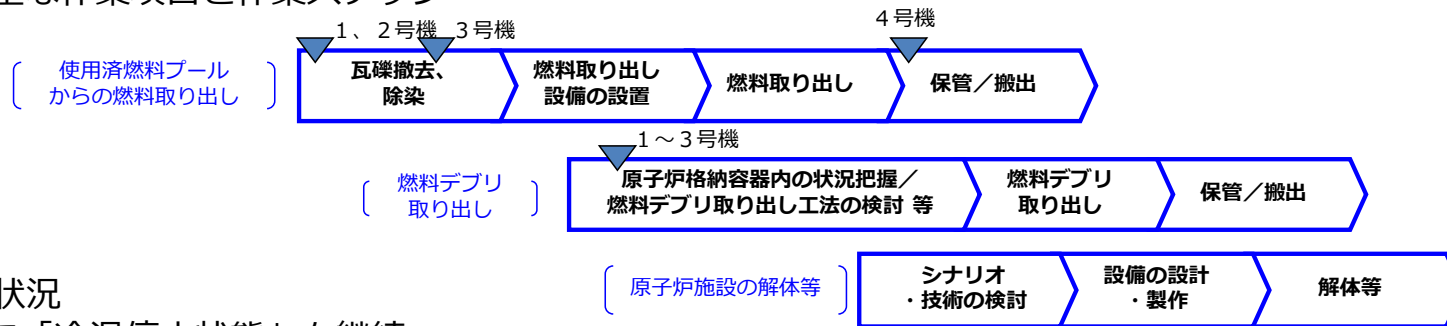 主な作業項目と作業ステップ
4号機
1、2号機 3号機
使用済燃料プール
からの燃料取り出し
瓦礫撤去、
除染
燃料取り出し
設備の設置
燃料取り出し
保管／搬出
1～3号機
燃料デブリ
取り出し
原子炉格納容器内の状況把握／
燃料デブリ取り出し工法の検討 等
燃料デブリ
取り出し
保管／搬出
原子炉施設の解体等
シナリオ
・技術の検討
設備の設計
・製作
解体等
状況
「冷温停止状態」を継続